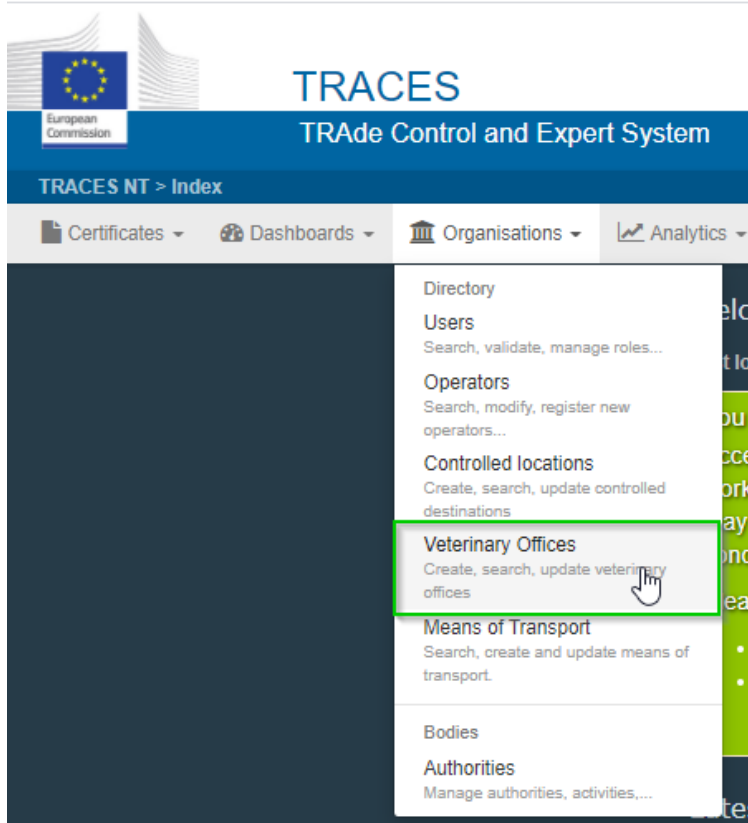 European
Commission
TRACES
TRAde Control and Expert System
TRACES NT > Index
Certificates
Dashboards
Organisations
Analytics
Directory
Users
Search, validate, manage roles...
Operators
Search, modify, register new
operators...
Controlled locations
Create, search, update controlled
destinations
Veterinary Offices
Create, search, update veterinary
offices
Means of Transport
Search, create and update means of
transport.
Bodies
Authorities
Manage authorities, activities,...